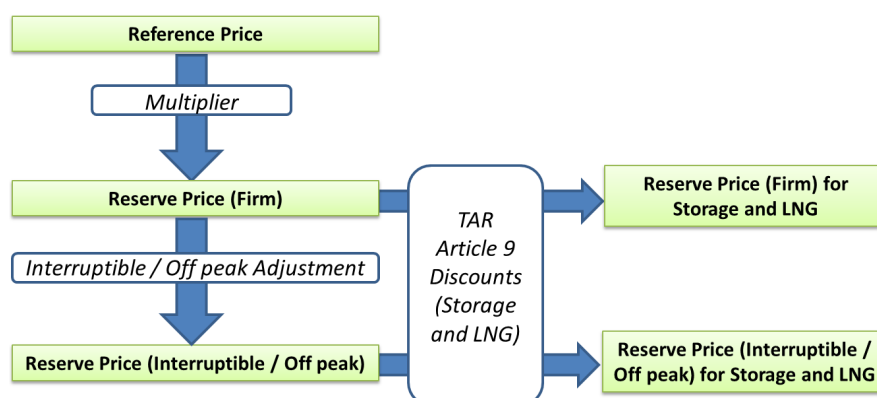 Reference Price
Multiplier
Reserve Price (Firm)
Interruptible / Off peak Adjustment
Reserve Price (Interruptible / Off peak)
TAR
Article 9
Discounts
(Storage
and LNG)
Reserve Price (Firm) for
Storage and LNG
Reserve Price (Interruptible /
Off peak) for Storage and LNG